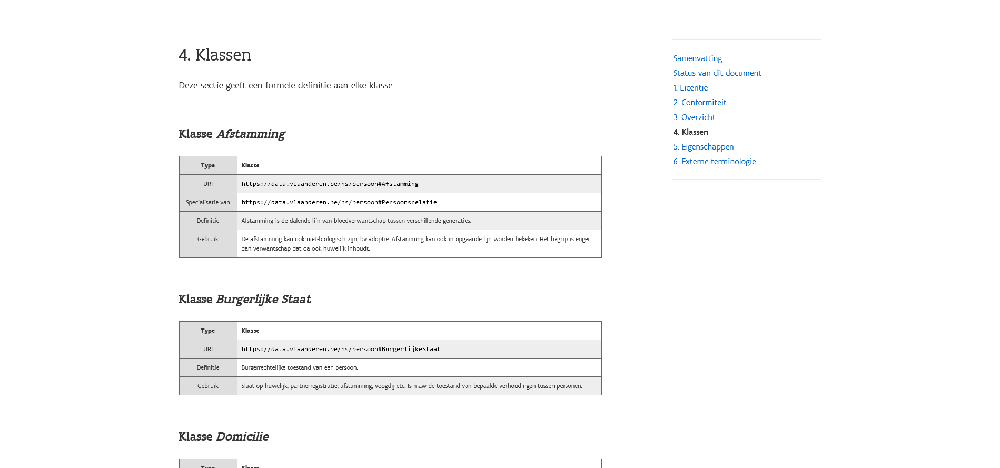 4. Klassen
Deze sectie geeft een formele definitie aan elke klasse.
Klasse Afstamming
Type Klasse
URI https://data.vlaanderen.be/ns/persoon#Afstamming
Specialisatie van https://data.vlaanderen.be/ns/persoon#Persoonsrelatie
Definitie Afstamming is de dalende lijn van bloedverwantschap tussen verschillende generaties.
Gebruik De afstamming kan ook niet-biologisch zijn, bv adoptie. Afstamming kan ook in opgaande lijn worden bekeken. Het begrip is enger
dan verwantschap dat oa ook huwelijk inhoudt.
Klasse Burgerlijke Staat
Type Klasse
URI https://data.vlaanderen.be/ns/persoon#BurgerlijkeStaat
Definitie Burgerrechtelijke toestand van een persoon.
Gebruik Slaat op huwelijk, partnerregistratie, afstamming, voogdij etc. Is maw de toestand van bepaalde verhoudingen tussen personen.
Klasse Domicilie
Type Klasse
Samenvatting
Status van dit document
1. Licentie
2. Conformiteit
3. Overzicht
4. Klassen
5. Eigenschappen
6. Externe terminologie